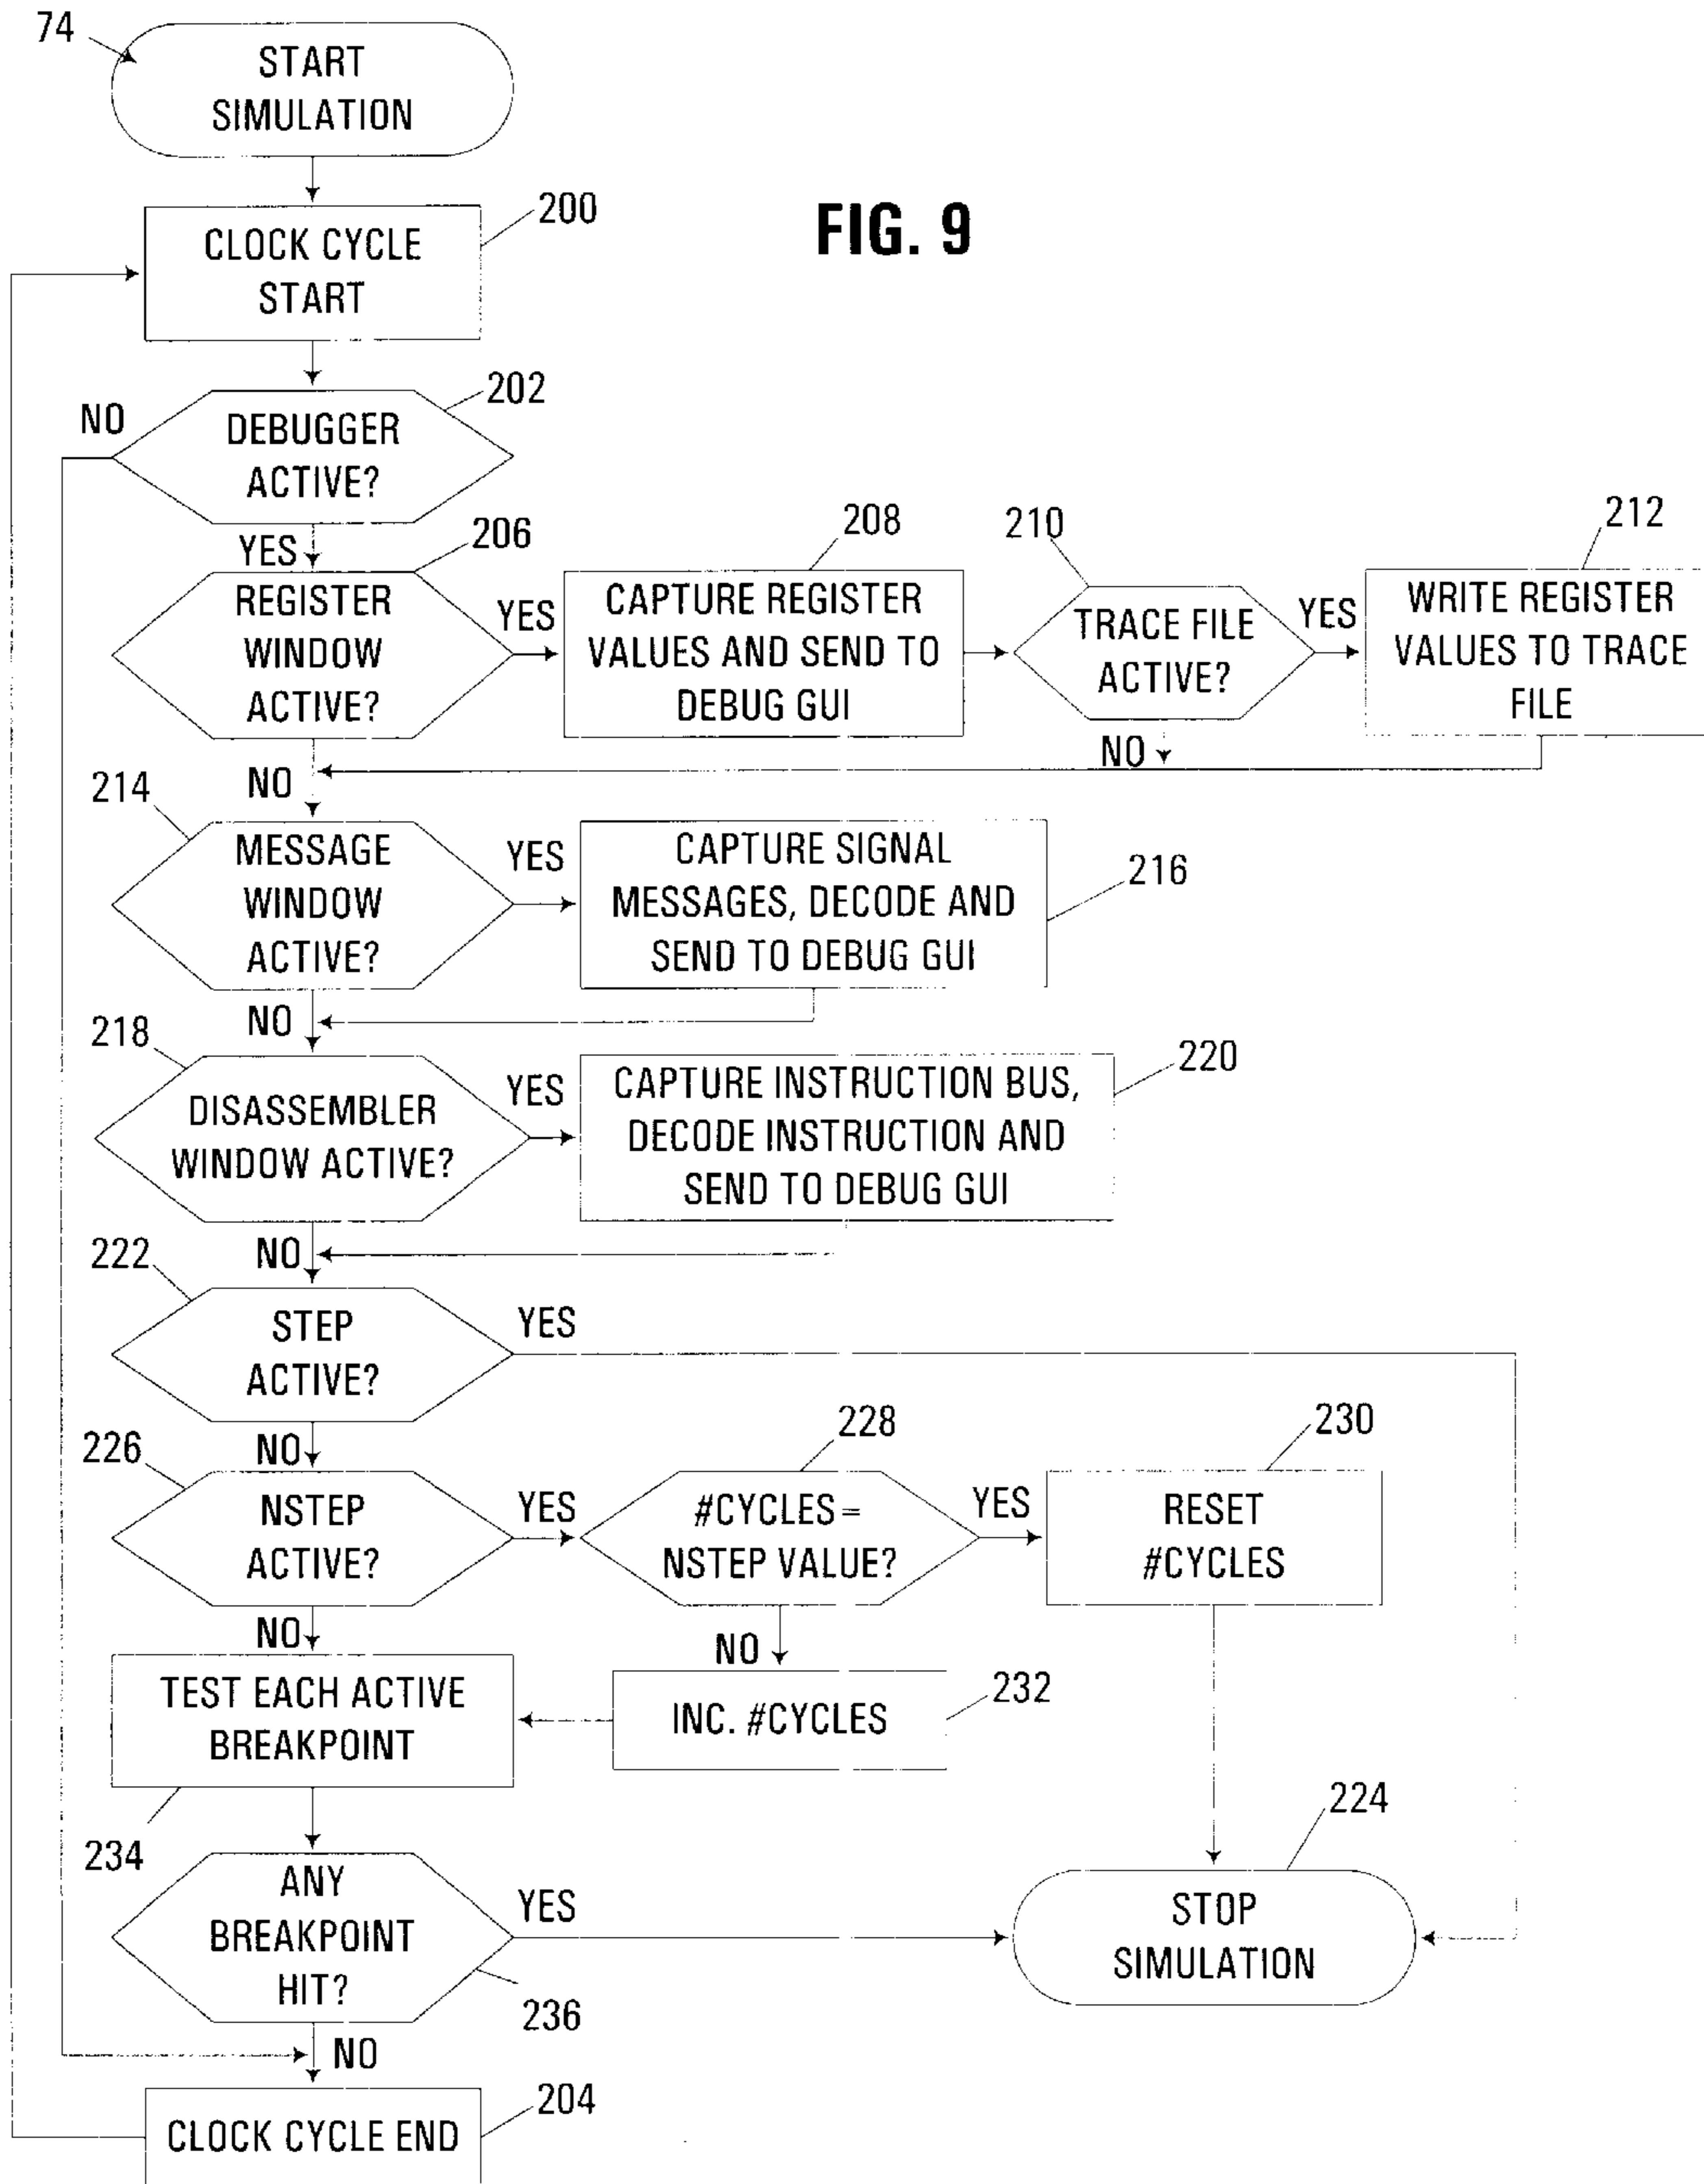 74
START
SIMULATION
200
CLOCK CYCLE
START
FIG. 9
202
NO
DEBUGGER
ACTIVE?
YES
206
REGISTER
WINDOW
ACTIVE?
YES
208
CAPTURE REGISTER
VALUES AND SEND TO
DEBUG GUI
210
TRACE FILE
ACTIVE?
YES
212
WRITE REGISTER
VALUES TO TRACE
FILE
NO
NO
214
MESSAGE
WINDOW
ACTIVE?
YES
CAPTURE SIGNAL
MESSAGES, DECODE AND
SEND TO DEBUG GUI
216
NO
218
DISASSEMBLER
WINDOW ACTIVE?
YES
CAPTURE INSTRUCTION BUS,
DECODE INSTRUCTION AND
SEND TO DEBUG GUI
220
NO
222
STEP
ACTIVE?
YES
NO
226
NSTEP
ACTIVE?
YES
228
#CYCLES =
NSTEP VALUE?
YES
230
RESET
#CYCLES
NO
NO
TEST EACH ACTIVE
BREAKPOINT
INC. #CYCLES
232
234
ANY
BREAKPOINT
HIT?
YES
236
224
STOP
SIMULATION
NO
204
CLOCK CYCLE END